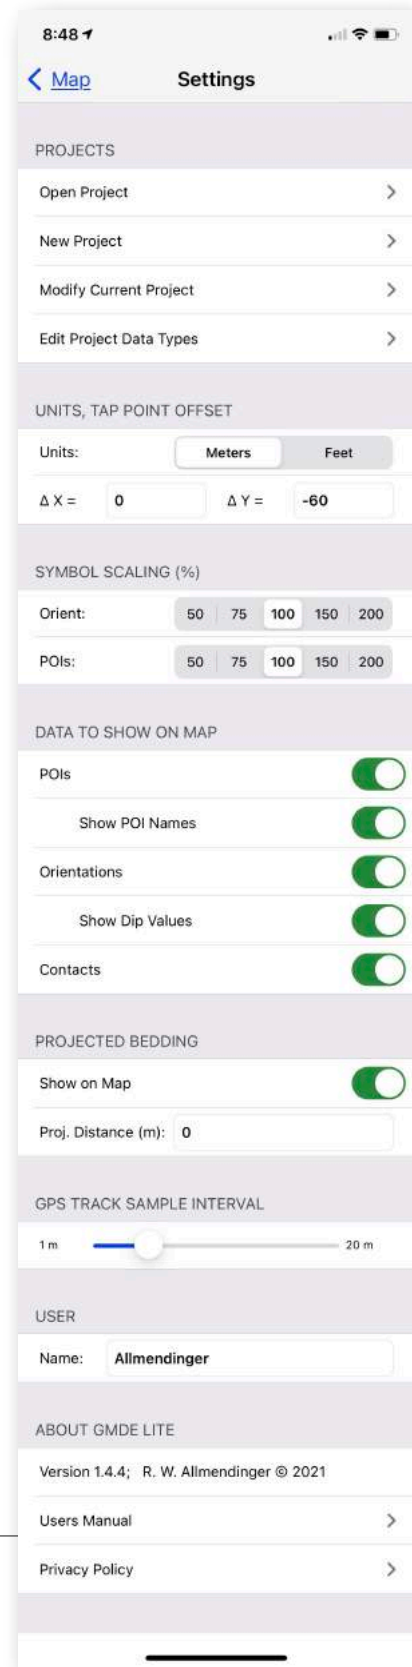 8:48
Map Settings
PROJECTS
Open Project
New Project
Modify Current Project
Edit Project Data Types
UNITS, TAP POINT OFFSET
Units: Meters Feet
Δ X = 0 Δ Y = -60
SYMBOL SCALING (%)
Orient: 50 75 100 150 200
POIs: 50 75 100 150 200
DATA TO SHOW ON MAP
POIs
Show POI Names
Orientations
Show Dip Values
Contacts
PROJECTED BEDDING
Show on Map
Proj. Distance (m): 0
GPS TRACK SAMPLE INTERVAL
1 m 20 m
USER
Name: Allmendinger
ABOUT GMDE LITE
Version 1.4.4; R. W. Allmendinger © 2021
Users Manual
Privacy Policy